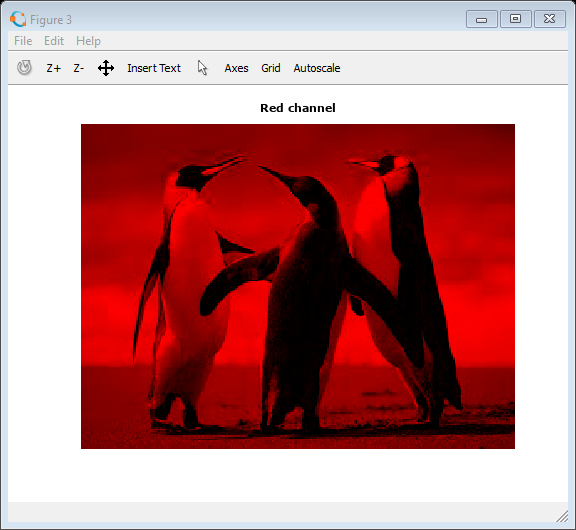 Figure 3
File Edit Help
Z+ Z- Insert Text Axes Grid Autoscale
Red channel